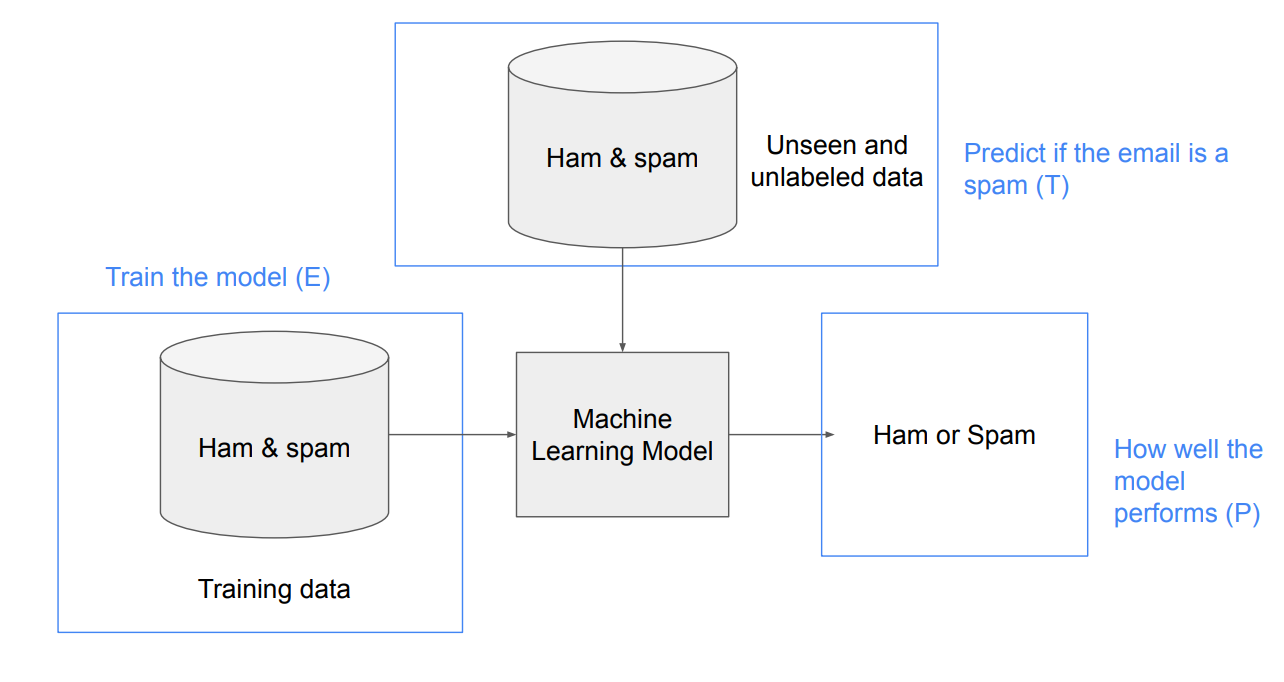 Ham & spam
Unseen and
unlabeled data
Predict if the email is a
spam (T)
Train the model (E)
Ham & spam
Training data
Machine
Learning Model
Ham or Spam
How well the
model
performs (P)